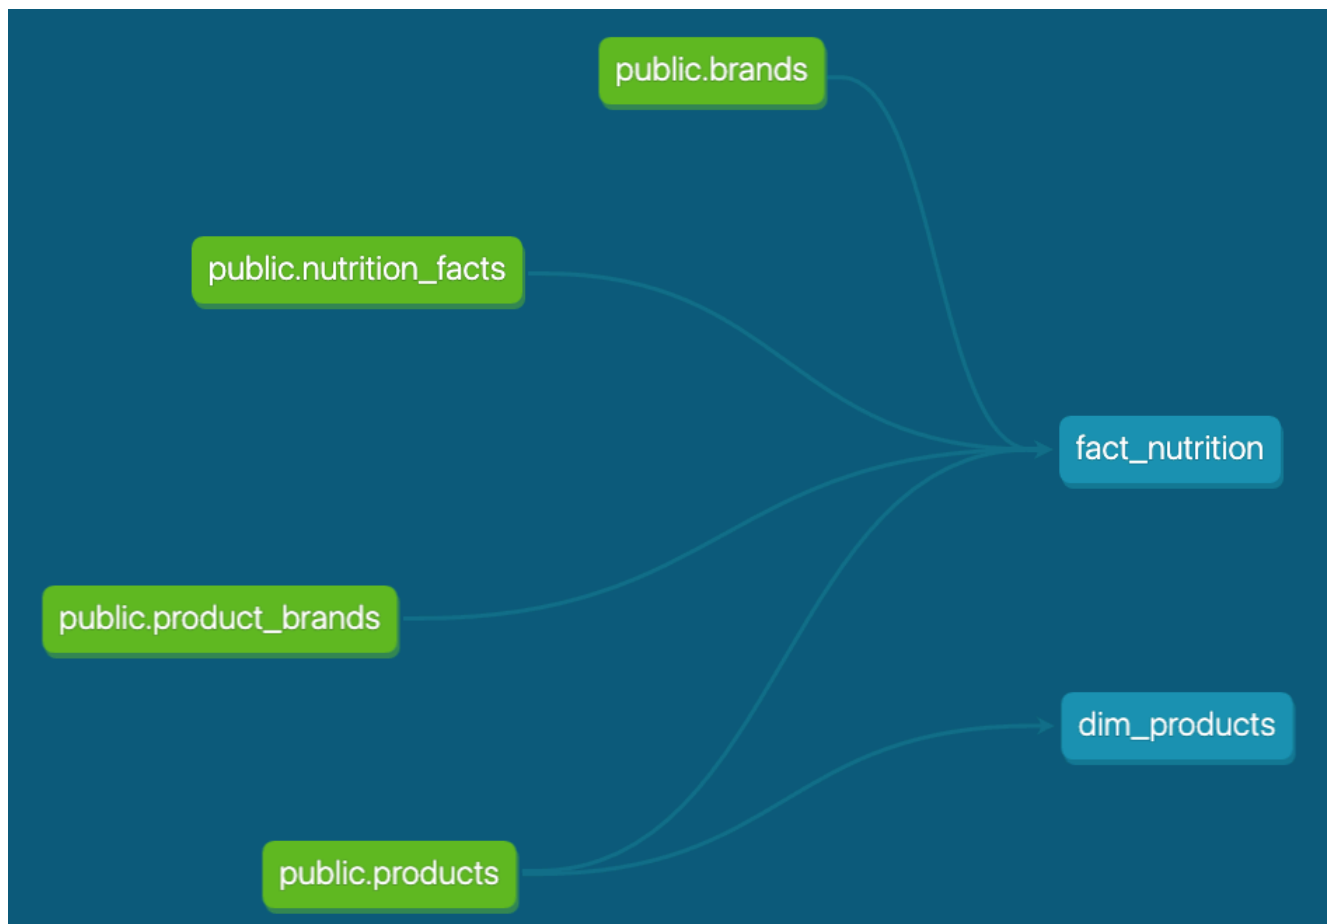 public.brands
public.nutrition_facts
fact_nutrition
public.product_brands
dim_products
public.products